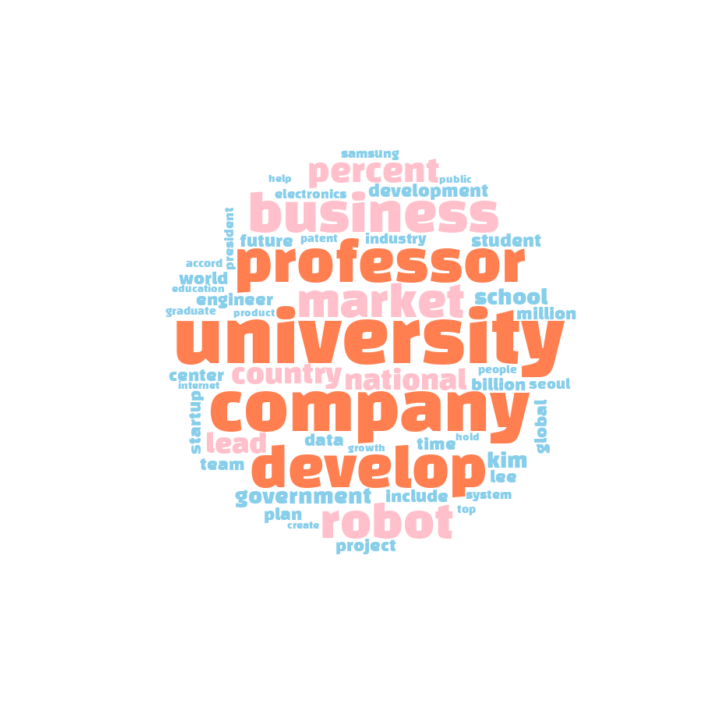 samsung
percent
help
public
electronics
development
business
president
future
patent
industry
student
professor
accord
world
education
engineer
market
school
graduate
product
million
university
people
center
country
national
billion
seoul
internet
company
startup
global
lead
data
growth
time
hold
team
develop
kim
lee
government
include
system
plan
create
robot
top
project